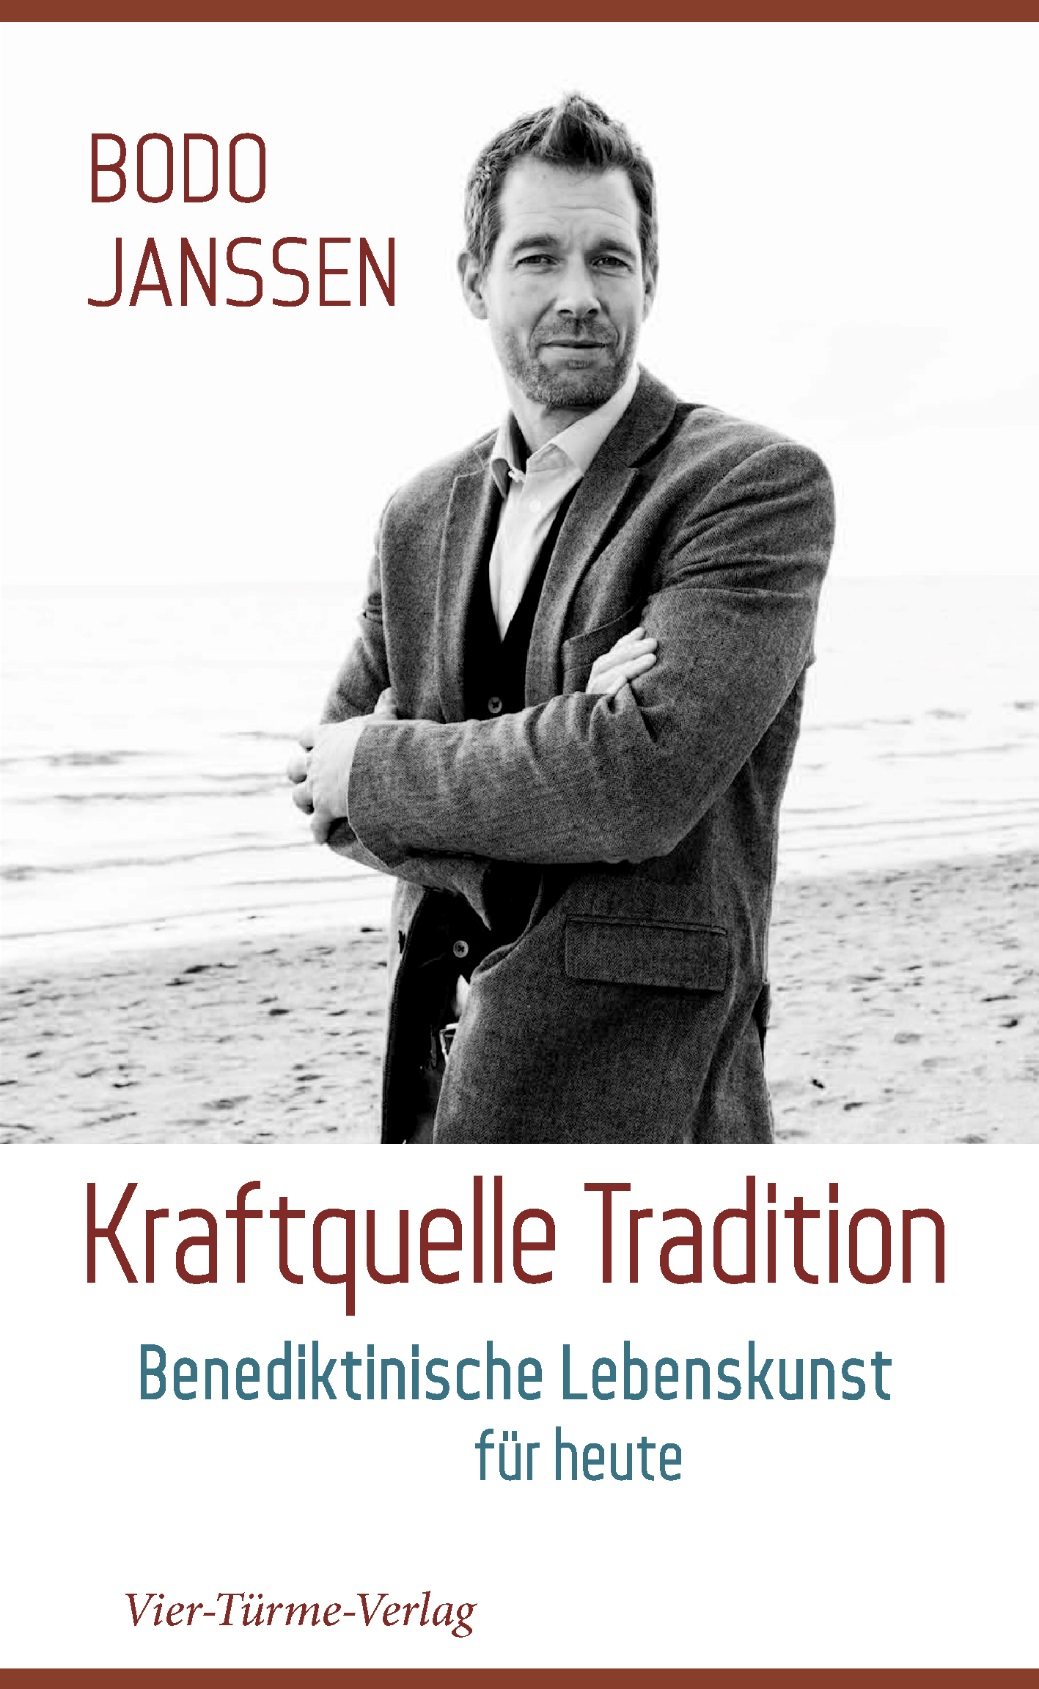 BODO
JANSSEN
Kraftquelle Tradition
Benediktinische Lebenskunst
für heute
Vier-Türme-Verlag